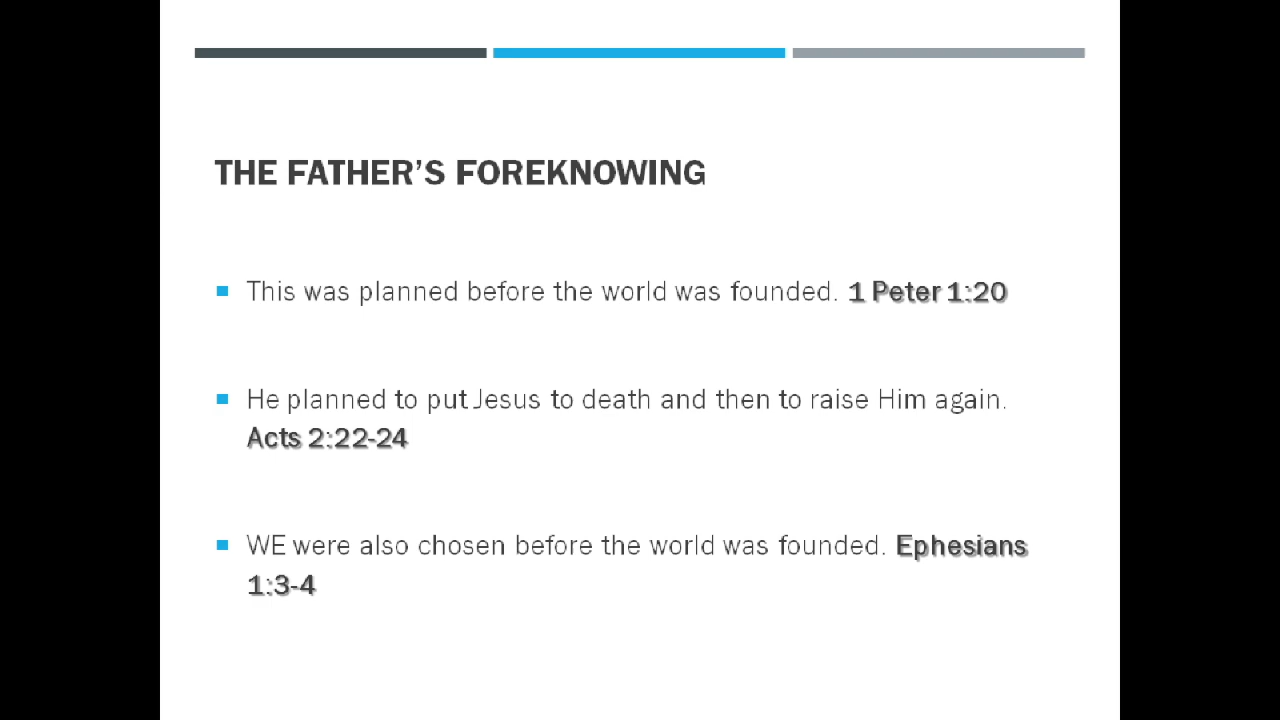 THE FATHER’S FOREKNOWING
This was planned before the world was founded. 1 Peter 1:20
He planned to put Jesus to death and then to raise Him again.
Acts 2:22-24
WE were also chosen before the world was founded. Ephesians
1:3-4